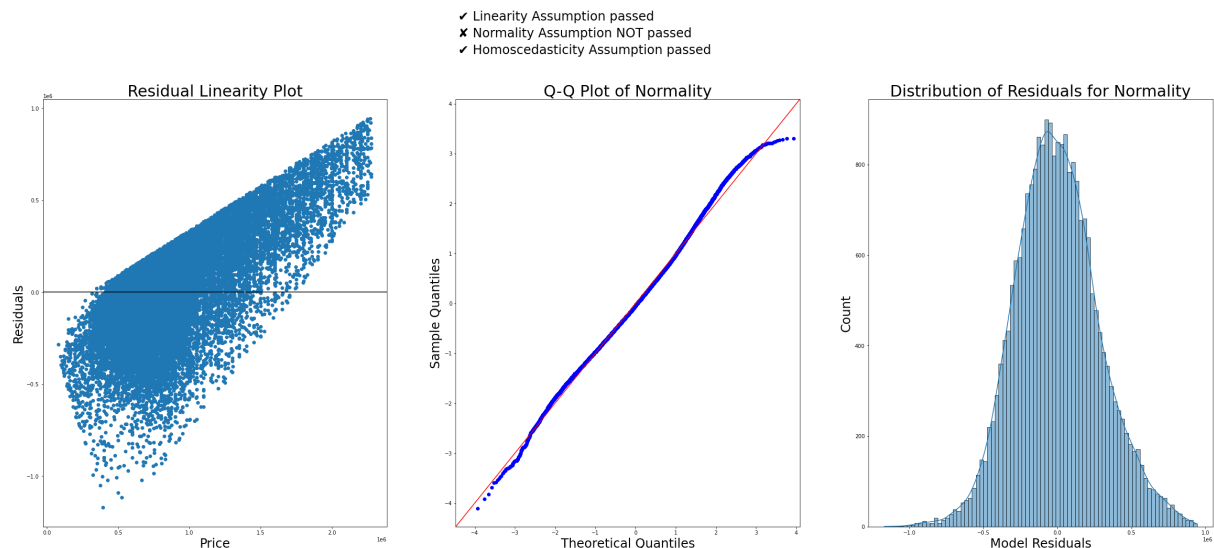 ✔ Linearity Assumption passed
✘ Normality Assumption NOT passed
✔ Homoscedasticity Assumption passed
Residual Linearity Plot
1e6
1.0
0.5
0.0
−0.5
−1.0
Residuals
0.0 0.5 1.0 1.5 2.0
1e6
Price
Q-Q Plot of Normality
4
3
2
1
0
−1
−2
−3
−4
Sample Quantiles
−4 −3 −2 −1 0 1 2 3 4
Theoretical Quantiles
Distribution of Residuals for Normality
800
600
400
200
0
Count
−1.0 −0.5 0.0 0.5 1.0
1e6
Model Residuals